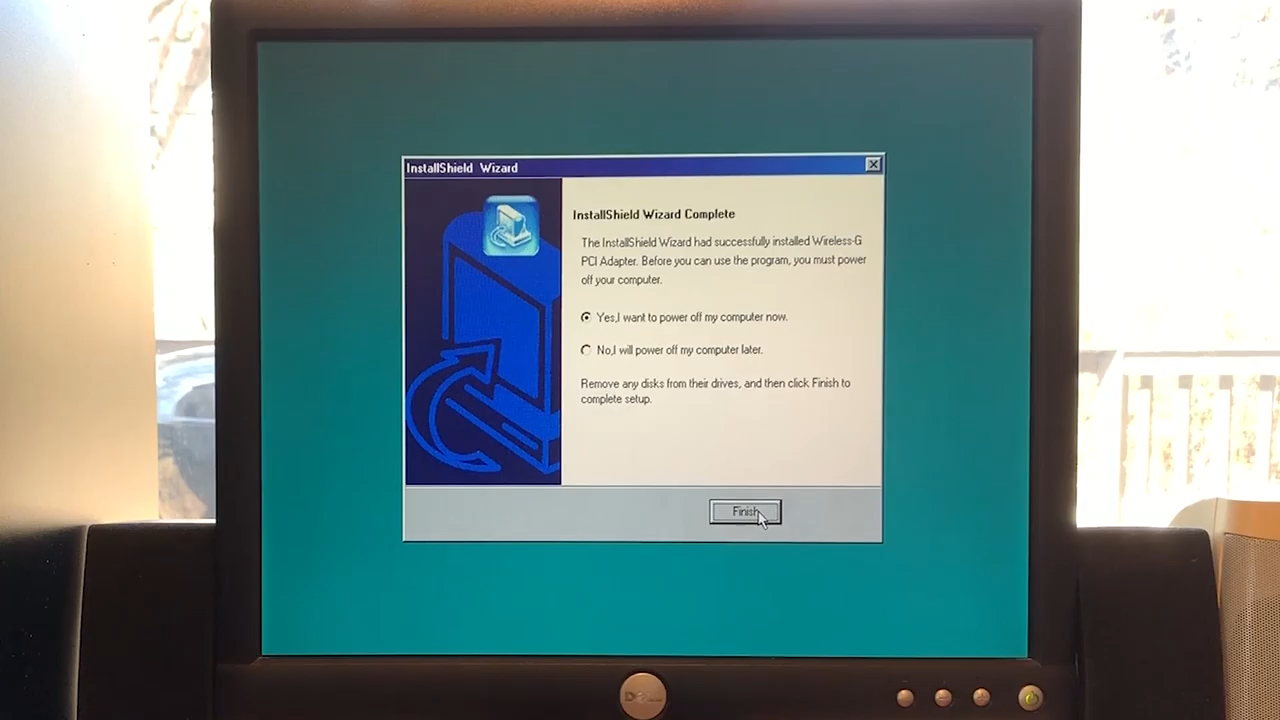 InstallShield Wizard
InstallShield Wizard Complete
The InstallShield Wizard had successfully installed Wireless-G
PCI Adapter. Before you can use the program, you must power
off your computer.
Yes,I want to power off my computer now.
No,I will power off my computer later.
Remove any disks from their drives, and then click Finish to
complete setup.
Finish
DELL